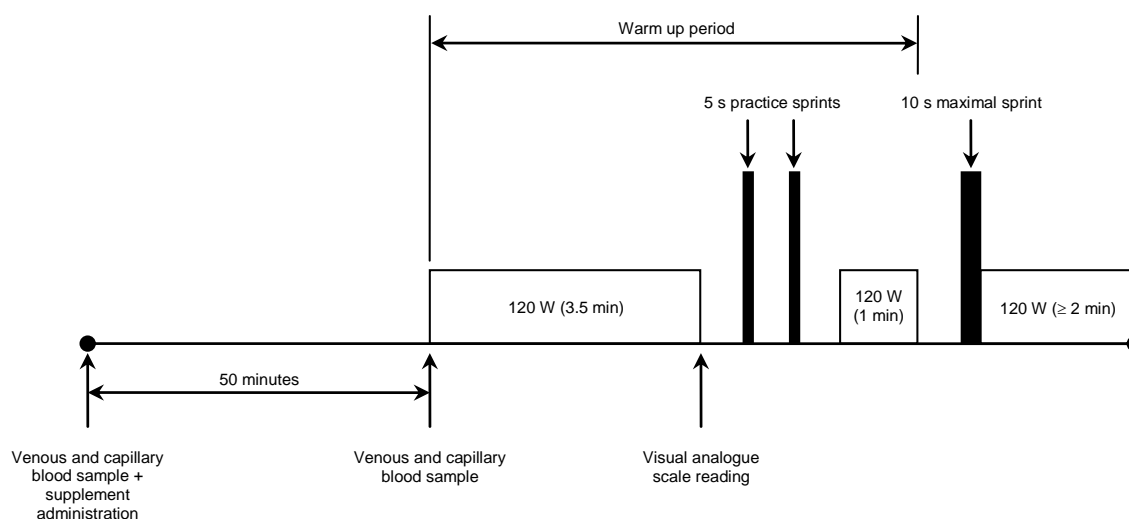 Warm up period
5 s practice sprints
10 s maximal sprint
120 W (3.5 min)
120 W
(1 min)
120 W (≥ 2 min)
50 minutes
Venous and capillary
blood sample +
supplement
administration
Venous and capillary
blood sample
Visual analogue
scale reading